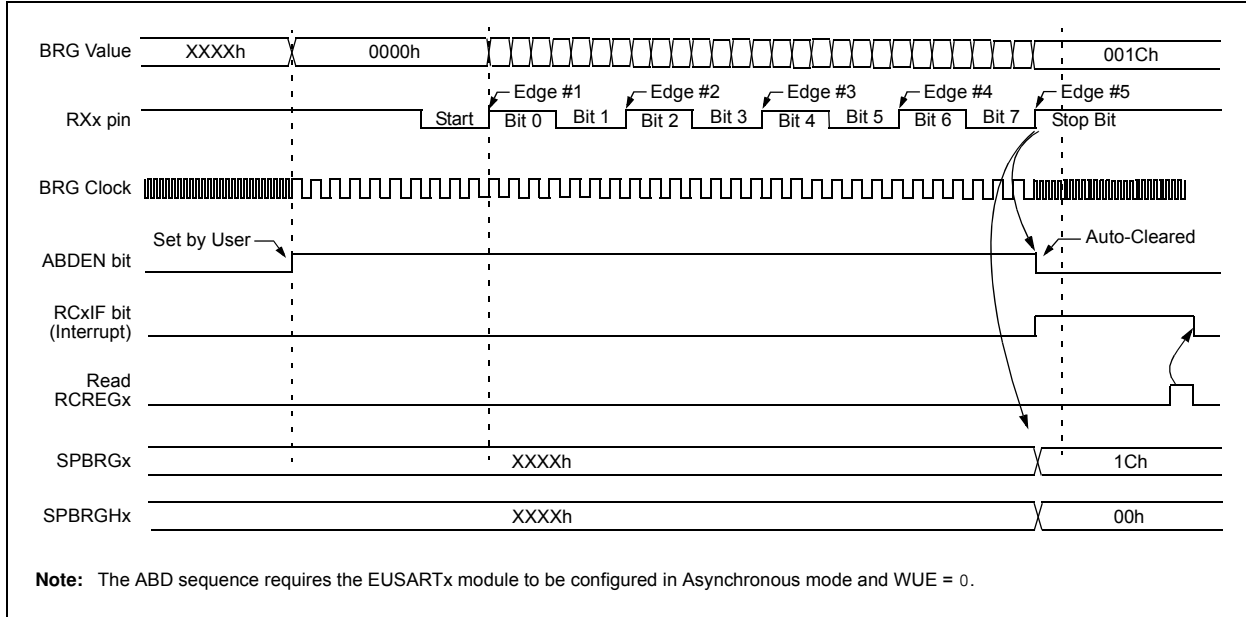 BRG Value XXXXh 0000h 001Ch
Edge #1 Edge #2 Edge #3 Edge #4 Edge #5
RXx pin Start Bit 0 Bit 1 Bit 2 Bit 3 Bit 4 Bit 5 Bit 6 Bit 7 Stop Bit
BRG Clock
Set by User Auto-Cleared
ABDEN bit
RCxIF bit
(Interrupt)
Read
RCREGx
SPBRGx XXXXh 1Ch
SPBRGHx XXXXh 00h
Note: The ABD sequence requires the EUSARTx module to be configured in Asynchronous mode and WUE = 0.